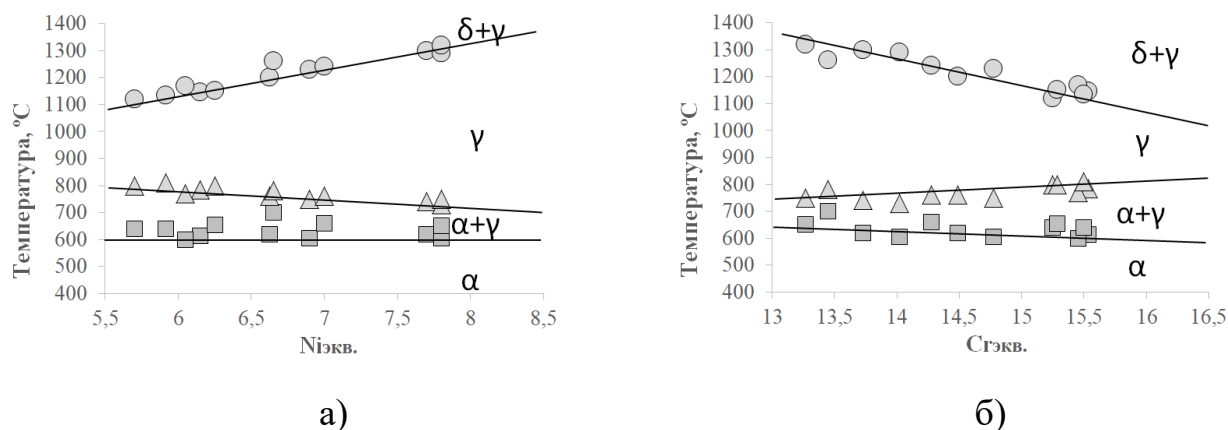 1400
1300
1200
1100
1000
900
800
700
600
500
400
Температура, ºС
δ+γ
γ
α+γ
α
5,5 6 6,5 7 7,5 8 8,5
Niэкв.
а)
1400
1300
1200
1100
1000
900
800
700
600
500
400
Температура, ºС
δ+γ
γ
α+γ
α
13 13,5 14 14,5 15 15,5 16 16,5
Crэкв.
б)